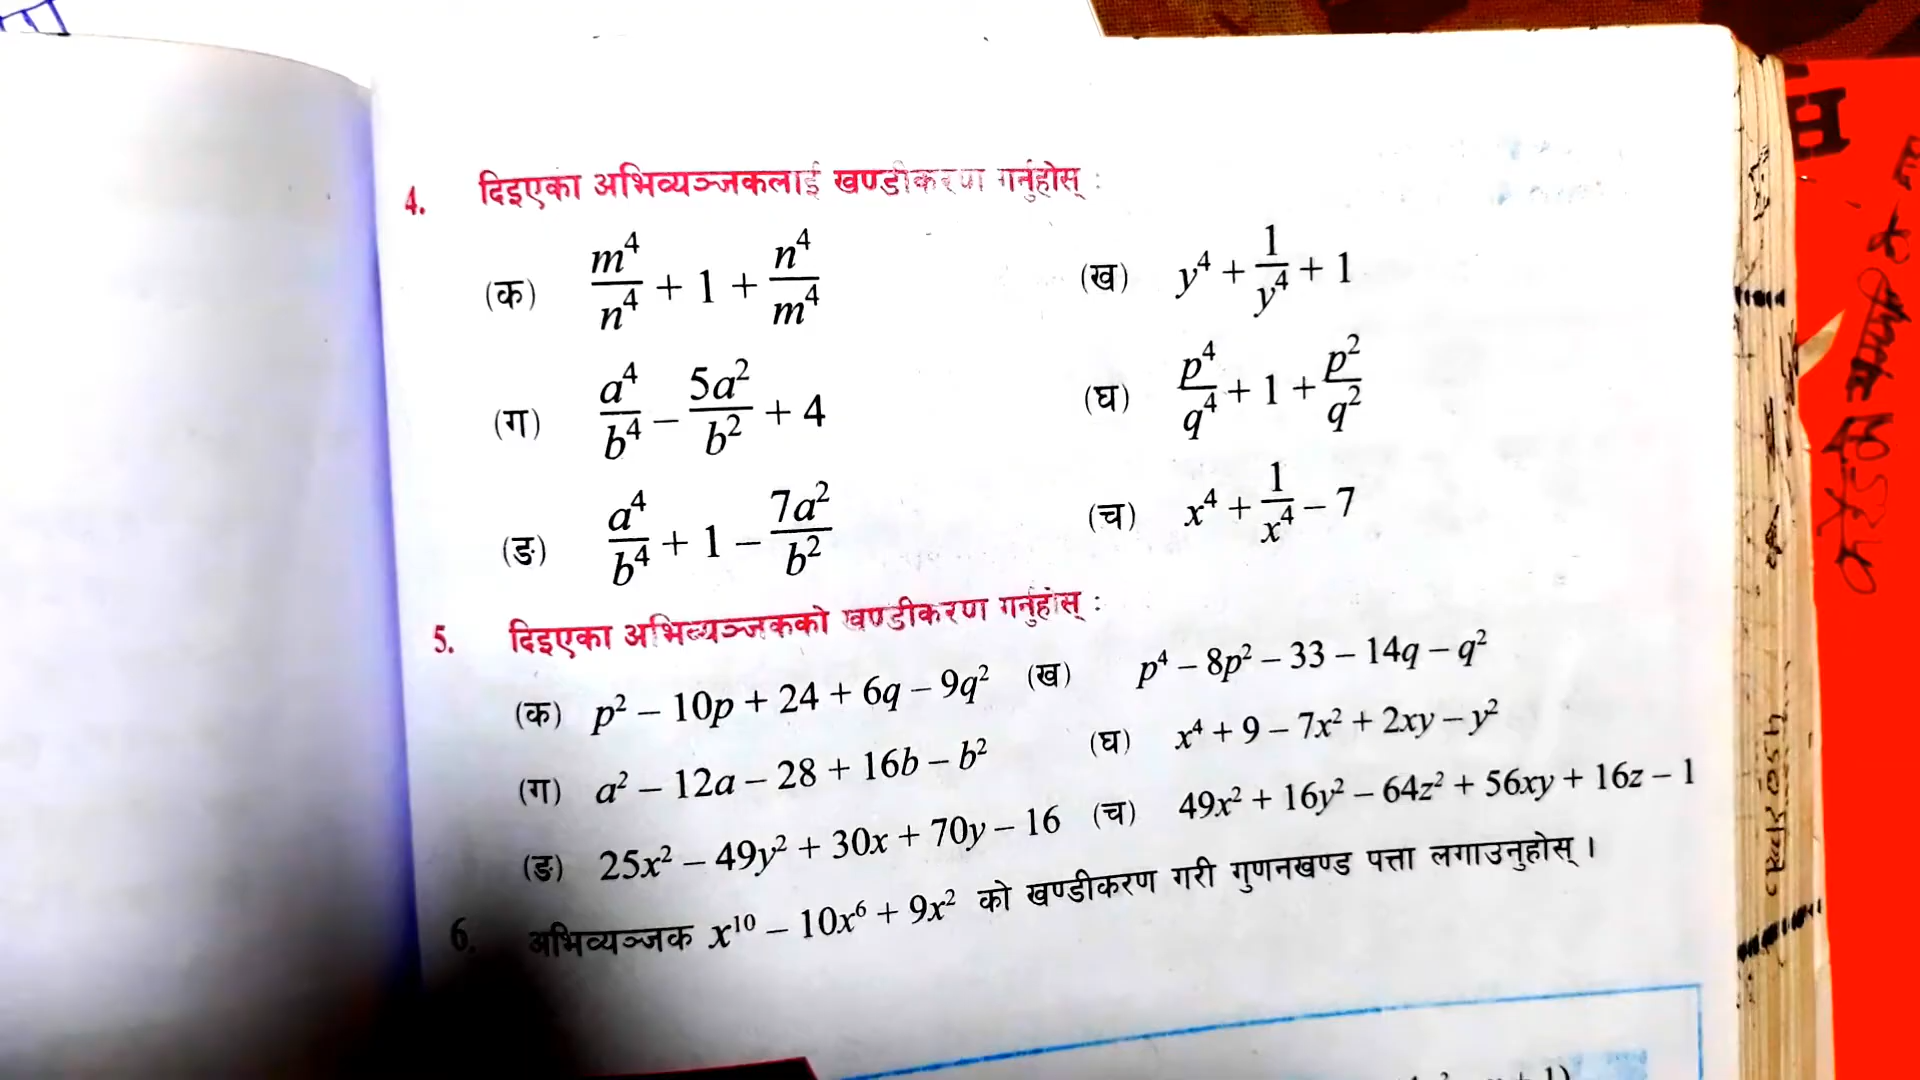 4. दिइएका अभिव्यञ्जकलाई खण्डीकरण गर्नुहोस् :
(क) m⁴/n⁴ + 1 + n⁴/m⁴ (ख) y⁴ + 1/y⁴ + 1
(ग) a⁴/b⁴ – 5a²/b² + 4 (घ) p⁴/q⁴ + 1 + p²/q²
(ङ) a⁴/b⁴ + 1 – 7a²/b² (च) x⁴ + 1/x⁴ – 7
5. दिइएका अभिव्यञ्जकको खण्डीकरण गर्नुहोस् :
(क) p² – 10p + 24 + 6q – 9q² (ख) p⁴ – 8p² – 33 – 14q – q²
(ग) a² – 12a – 28 + 16b – b² (घ) x⁴ + 9 – 7x² + 2xy – y²
(ङ) 25x² – 49y² + 30x + 70y – 16 (च) 49x² + 16y² – 64z² + 56xy + 16z – 1
6. अभिव्यञ्जक x¹⁰ – 10x⁶ + 9x² को खण्डीकरण गरी गुणनखण्ड पत्ता लगाउनुहोस् ।